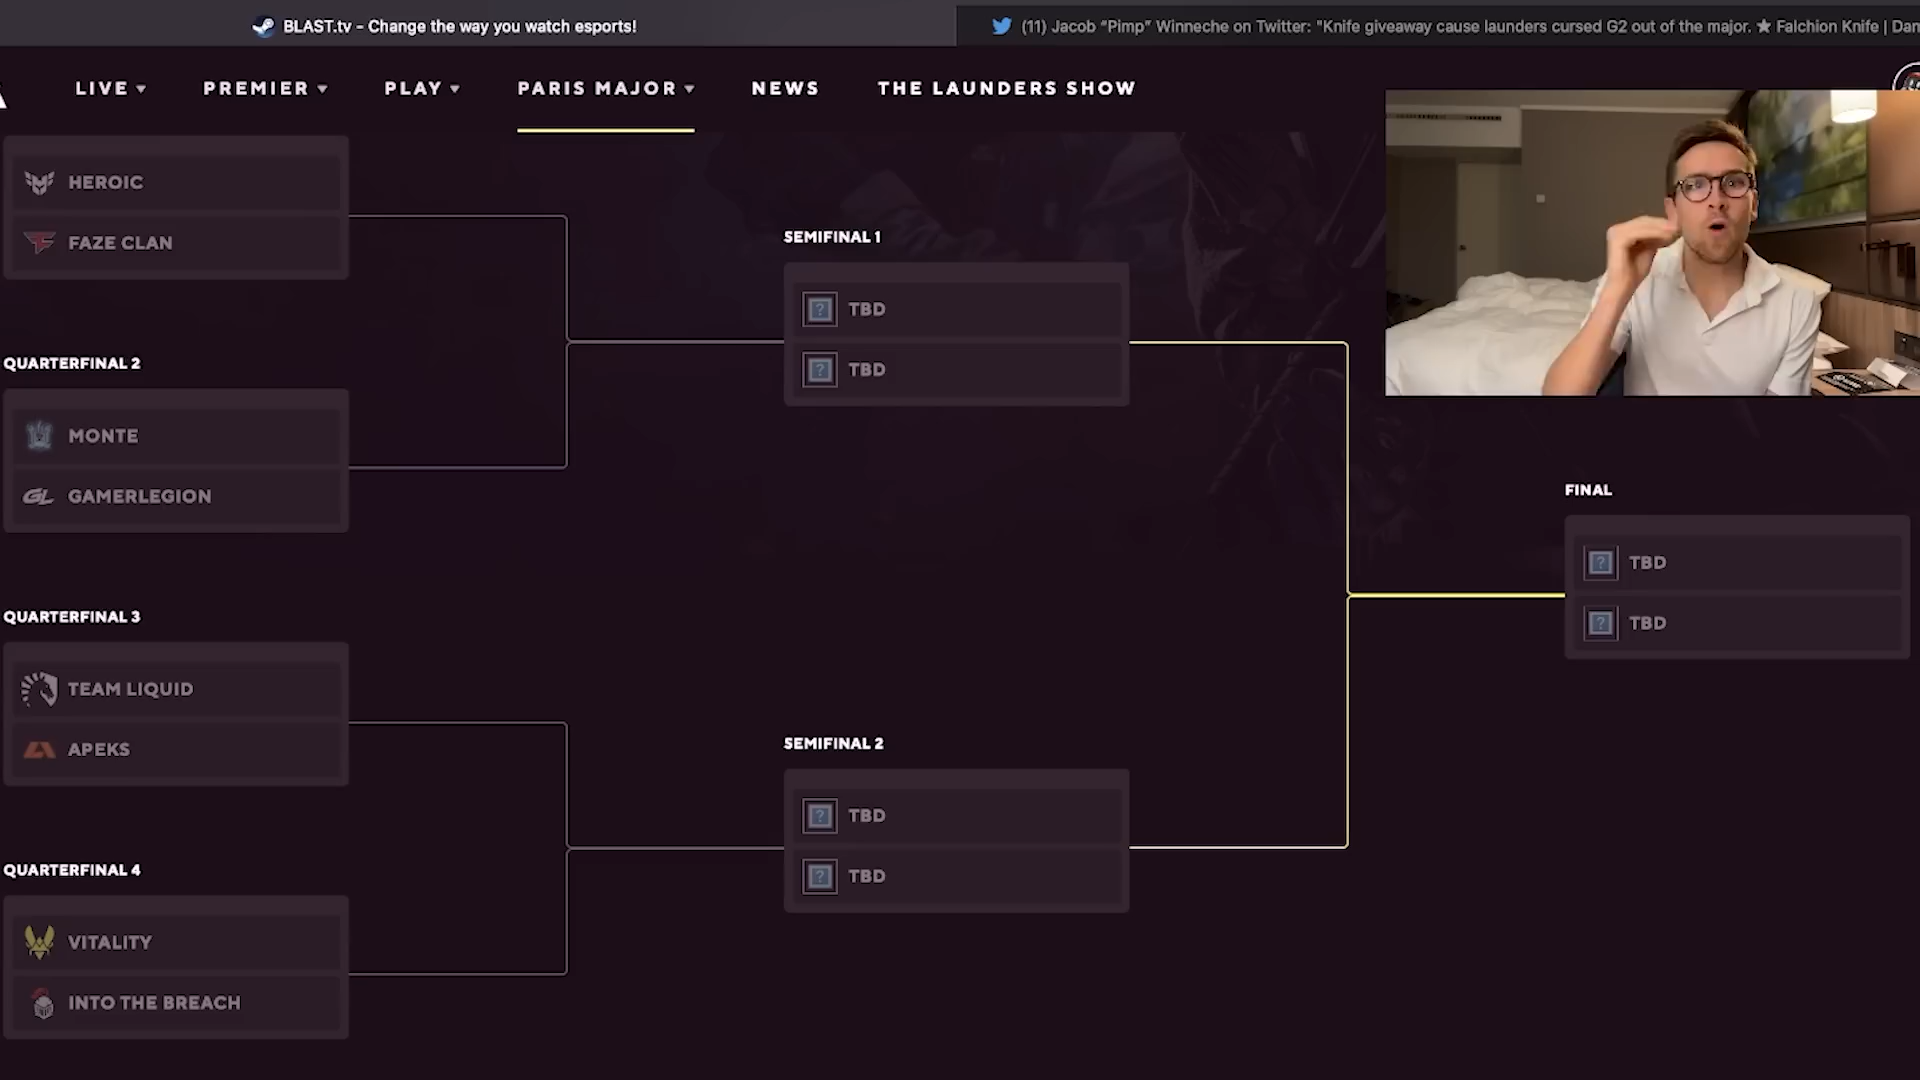 BLAST.tv - Change the way you watch esports!
(11) Jacob “Pimp” Winneche on Twitter: "Knife giveaway cause launders cursed G2 out of the major. ★ Falchion Knife | Dan
LIVE PREMIER PLAY PARIS MAJOR NEWS THE LAUNDERS SHOW
HEROIC
FAZE CLAN
QUARTERFINAL 2
MONTE
GAMERLEGION
QUARTERFINAL 3
TEAM LIQUID
APEKS
QUARTERFINAL 4
VITALITY
INTO THE BREACH
SEMIFINAL 1
? TBD
? TBD
SEMIFINAL 2
? TBD
? TBD
FINAL
? TBD
? TBD